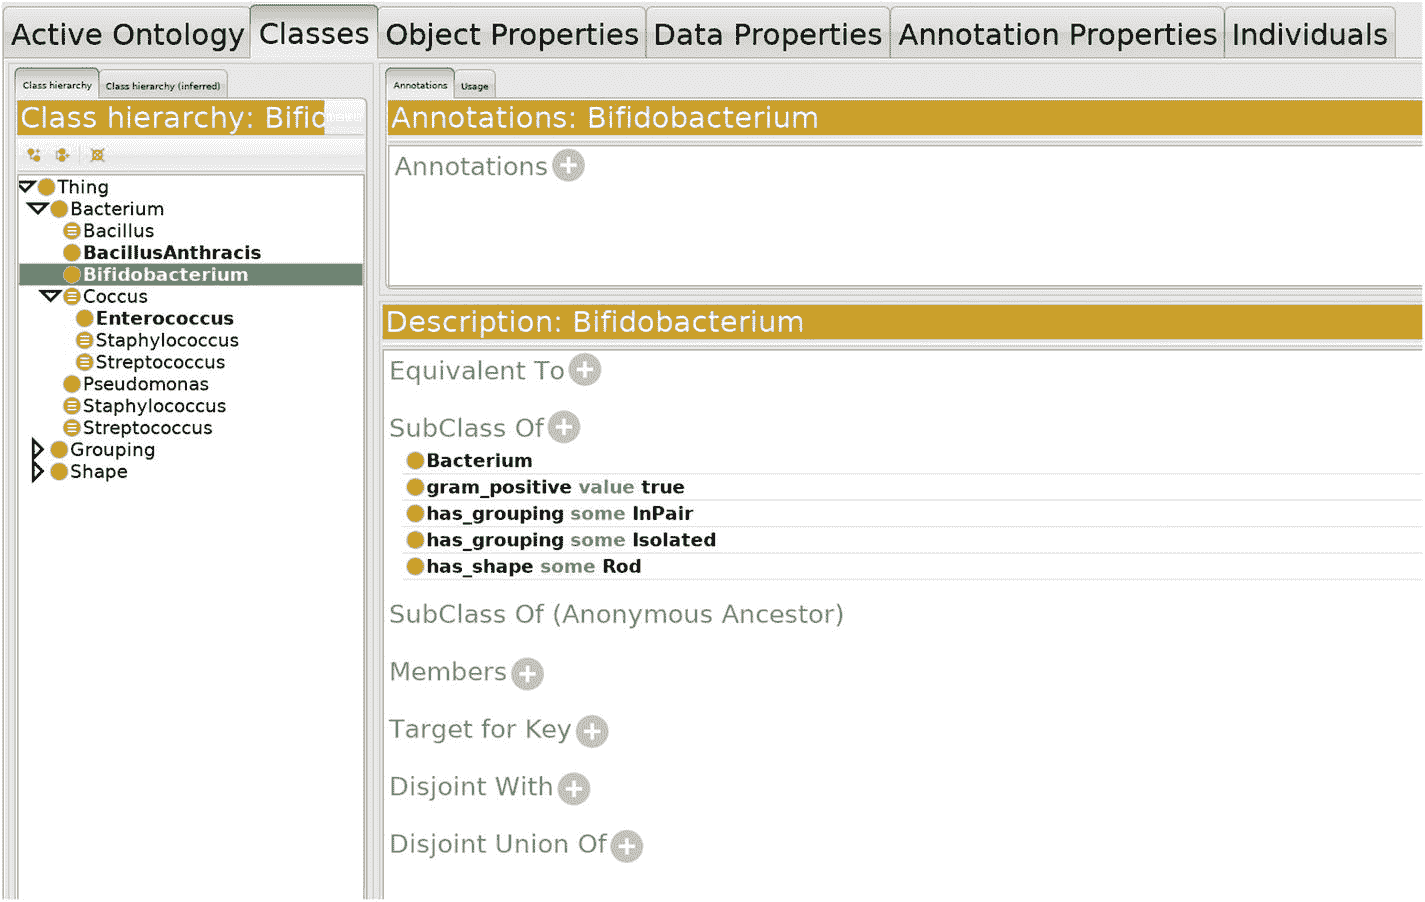 Active Ontology Classes Object Properties Data Properties Annotation Properties Individuals
Class hierarchy Class hierarchy (inferred)
Class hierarchy: Bifid
Thing
Bacterium
Bacillus
BacillusAnthracis
Bifidobacterium
Coccus
Enterococcus
Staphylococcus
Streptococcus
Pseudomonas
Staphylococcus
Streptococcus
Grouping
Shape
Annotations Usage
Annotations: Bifidobacterium
Annotations
Description: Bifidobacterium
Equivalent To
SubClass Of
Bacterium
gram_positive value true
has_grouping some InPair
has_grouping some Isolated
has_shape some Rod
SubClass Of (Anonymous Ancestor)
Members
Target for Key
Disjoint With
Disjoint Union Of